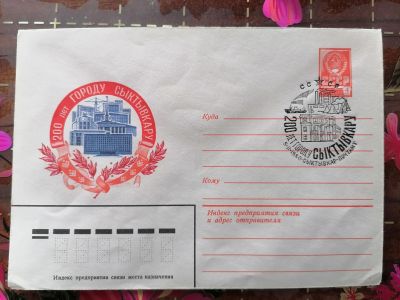 200 ЛЕТ ГОРОДУ СЫКТЫВКАРУ
СССР
200 ЛЕТ ГОРОДУ СЫКТЫВКАРУ
Куда
Кому
Индекс предприятия связи
и адрес отправителя
Индекс предприятия связи места назначения